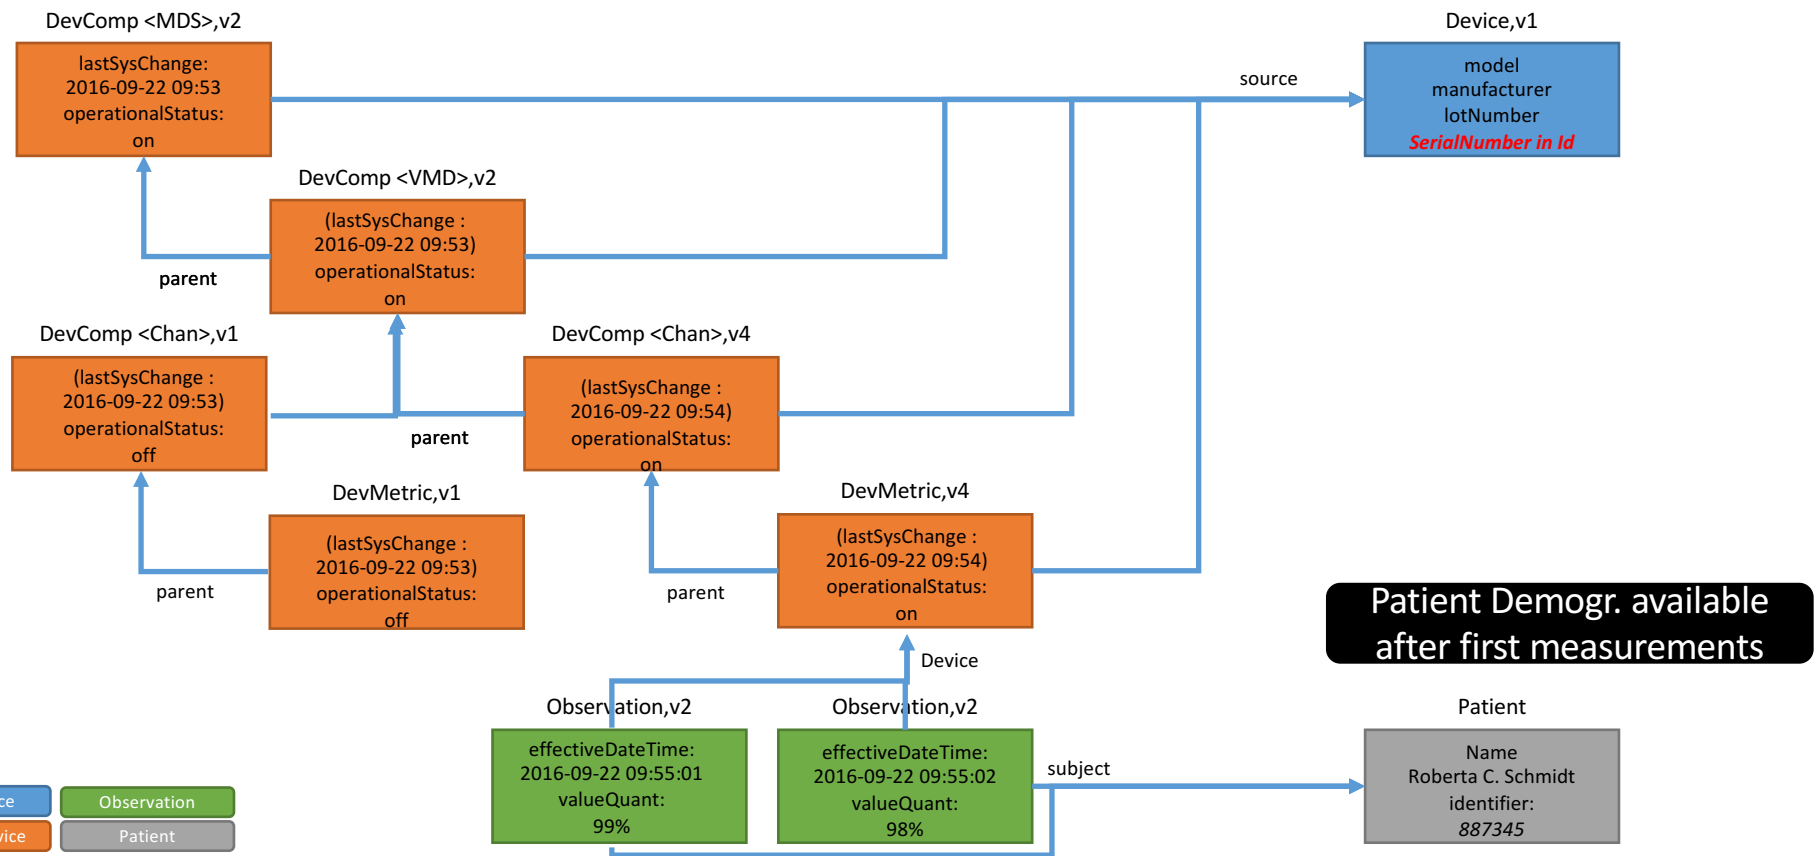 DevComp <MDS>,v2
lastSysChange:
2016-09-22 09:53
operationalStatus:
on
Device,v1
model
manufacturer
lotNumber
SerialNumber in Id
source
DevComp <VMD>,v2
(lastSysChange :
2016-09-22 09:53)
operationalStatus:
on
parent
DevComp <Chan>,v1
(lastSysChange :
2016-09-22 09:53)
operationalStatus:
off
DevComp <Chan>,v4
(lastSysChange :
2016-09-22 09:54)
operationalStatus:
on
parent
DevMetric,v1
(lastSysChange :
2016-09-22 09:53)
operationalStatus:
off
parent
DevMetric,v4
(lastSysChange :
2016-09-22 09:54)
operationalStatus:
on
parent
Patient Demogr. available
after first measurements
Device
Observation,v2
effectiveDateTime:
2016-09-22 09:55:01
valueQuant:
99%
Observation,v2
effectiveDateTime:
2016-09-22 09:55:02
valueQuant:
98%
subject
Patient
Name
Roberta C. Schmidt
identifier:
887345
ce
Observation
vice
Patient